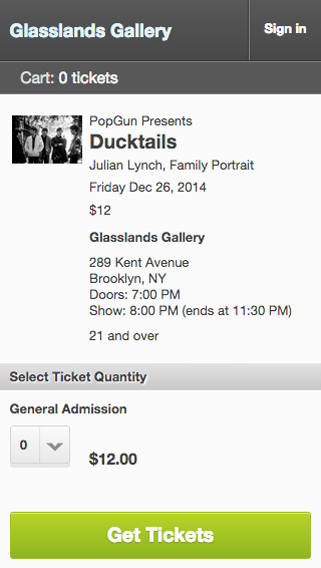 Glasslands Gallery
Sign in
Cart: 0 tickets
PopGun Presents
Ducktails
Julian Lynch, Family Portrait
Friday Dec 26, 2014
$12
Glasslands Gallery
289 Kent Avenue
Brooklyn, NY
Doors: 7:00 PM
Show: 8:00 PM (ends at 11:30 PM)
21 and over
Select Ticket Quantity
General Admission
0
$12.00
Get Tickets